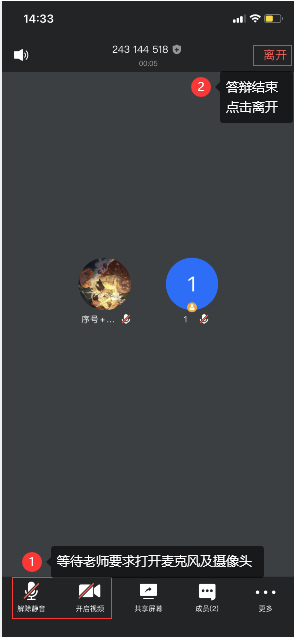 14:33
243 144 518
00:05
离开
2
答辩结束
点击离开
1
序号+...
1
1
等待老师要求打开麦克风及摄像头
解除静音
开启视频
共享屏幕
成员(2)
更多